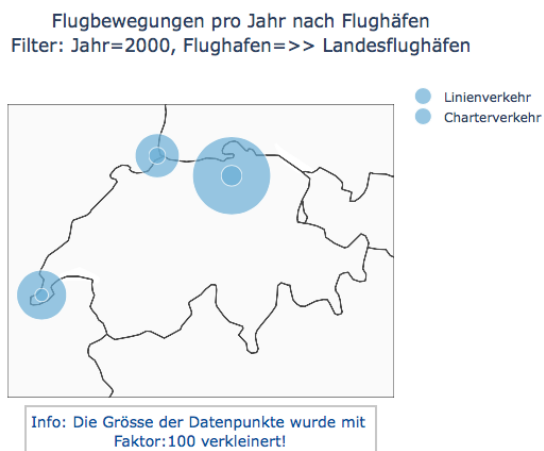 Flugbewegungen pro Jahr nach Flughäfen
Filter: Jahr=2000, Flughafen=>> Landesflughäfen
Linienverkehr
Charterverkehr
Info: Die Grösse der Datenpunkte wurde mit
Faktor:100 verkleinert!